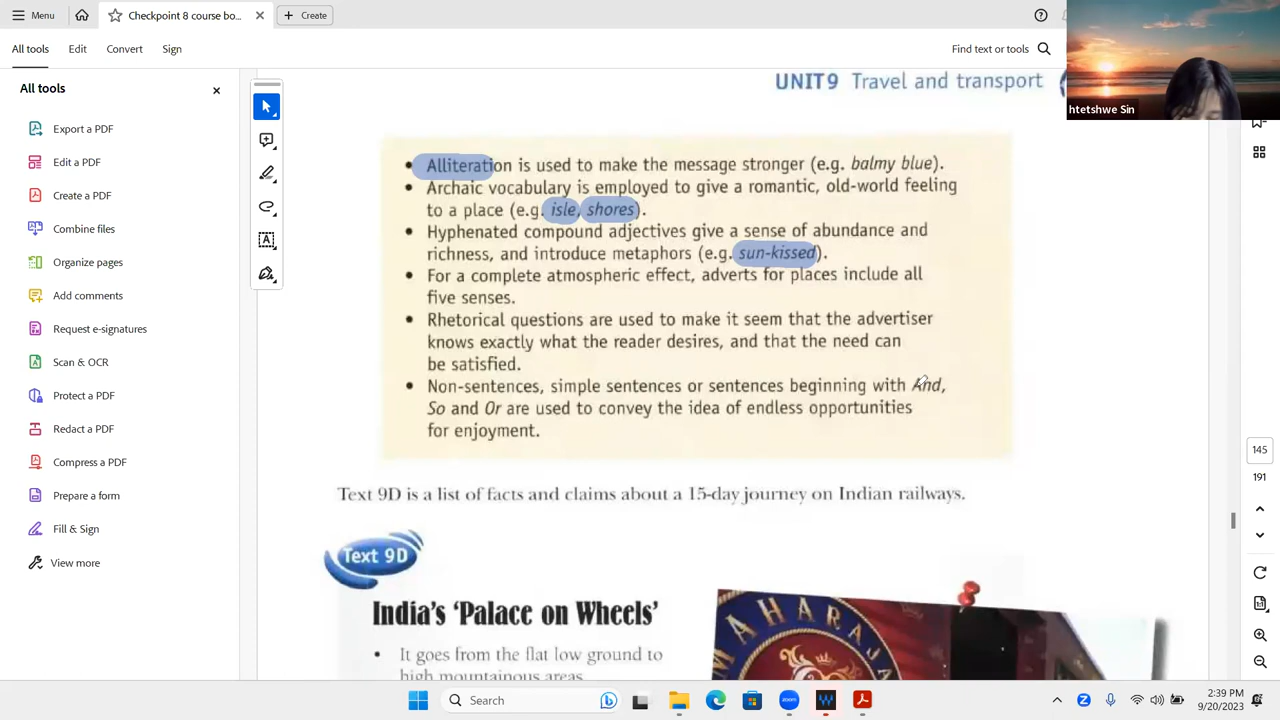 Menu
Checkpoint 8 course bo...
Create
All tools
Edit
Convert
Sign
Find text or tools
htetshwe Sin
All tools
Export a PDF
Edit a PDF
Create a PDF
Combine files
Organize pages
Add comments
Request e-signatures
Scan & OCR
Protect a PDF
Redact a PDF
Compress a PDF
Prepare a form
Fill & Sign
View more
UNIT9 Travel and transport
• Alliteration is used to make the message stronger (e.g. balmy blue).
• Archaic vocabulary is employed to give a romantic, old-world feeling
to a place (e.g. isle, shores).
• Hyphenated compound adjectives give a sense of abundance and
richness, and introduce metaphors (e.g. sun-kissed).
• For a complete atmospheric effect, adverts for places include all
five senses.
• Rhetorical questions are used to make it seem that the advertiser
knows exactly what the reader desires, and that the need can
be satisfied.
• Non-sentences, simple sentences or sentences beginning with And,
So and Or are used to convey the idea of endless opportunities
for enjoyment.
Text 9D is a list of facts and claims about a 15-day journey on Indian railways.
Text 9D
India's 'Palace on Wheels'
• It goes from the flat low ground to
high mountainous areas.
MAHARAJA
145
191
Search
2:39 PM
9/20/2023